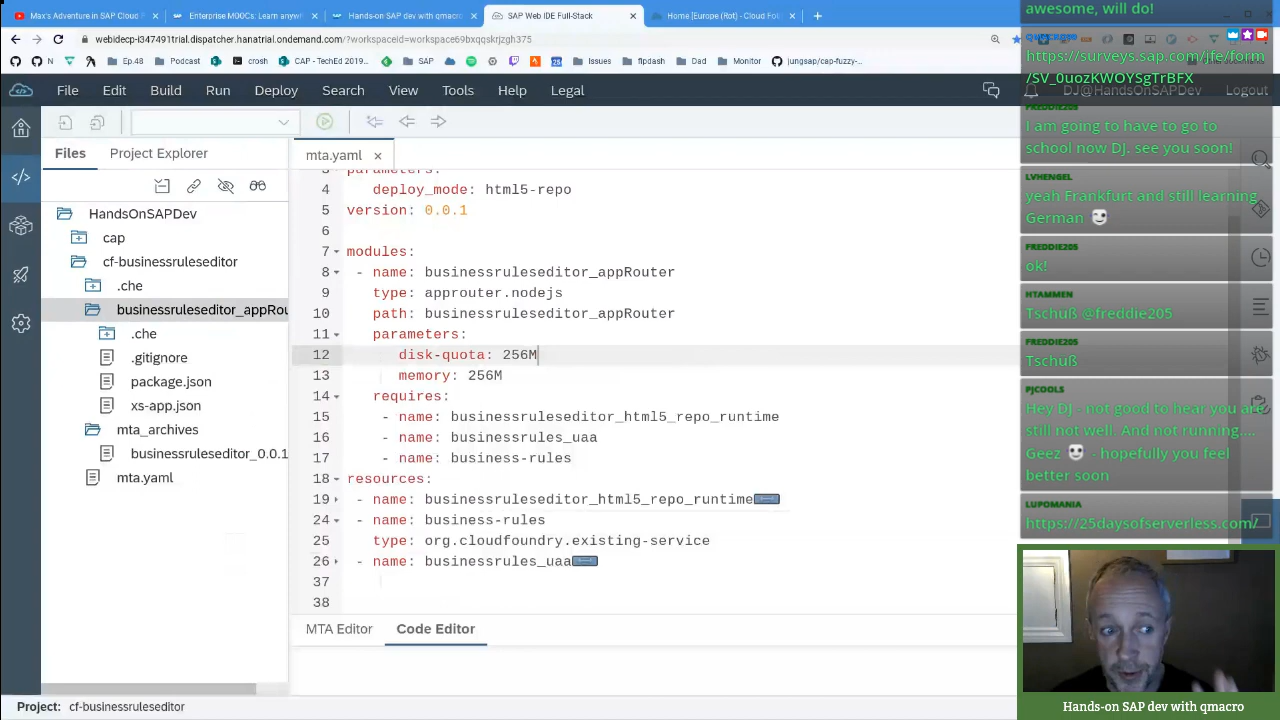 Max's SAP Cloud P
Enterprise MOOCs: Learn anywh
Hands-on SAP dev with qmacro
SAP Web IDE Full-Stack
Home [Europe (Rot) - Cloud Fo
webidecp-i347491trial.dispatcher.hanatrial.ondemand.com/?workspaceid=workspace69bxqqskrjzgh375
SAP
Podcast
Ep.48
CAP
crosh
CAP - TechEd 2019...
Issues
flpdash
Dad
Monitor
jungsap/cap-fuzzy-...
File Edit Build Run Deploy Search View Tools Help Legal
DJ@HandsOnSAPDev Logout
Files Project Explorer
HandsOnSAPDev
cap
cf-businessruleseditor
.che
businessruleseditor_appRou
.che
.gitignore
package.json
xs-app.json
mta_archives
businessruleseditor_0.0.1
mta.yaml
mta.yaml ×
parameters:
4 deploy_mode: html5-repo
5 version: 0.0.1
6
7 modules:
8 - name: businessruleseditor_appRouter
9 type: approuter.nodejs
10 path: businessruleseditor_appRouter
11 parameters:
12 disk-quota: 256M
13 memory: 256M
14 requires:
15 - name: businessruleseditor_html5_repo_runtime
16 - name: businessrules_uaa
17 - name: business-rules
18 resources:
19 - name: businessruleseditor_html5_repo_runtime
24 - name: business-rules
25 type: org.cloudfoundry.existing-service
26 - name: businessrules_uaa
37
38
MTA Editor Code Editor
Project: cf-businessruleseditor
awesome, will do!
https://surveys.sap.com/jfe/form
/SV_0uozKWOYSgTrBFX
FREDDIE205
I am going to have to go to
school now DJ. see you soon!
LVHENGEL
yeah Frankfurt and still learning
German
FREDDIE205
ok!
HTAMMEN
Tschuß @freddie205
FREDDIE205
Tschuß
PJCOOLS
Hey DJ - not good to hear you are
still not well. And not running....
Geez - hopefully you feel
better soon
LUPOMANIA
https://25daysofserverless.com/
Hands-on SAP dev with qmacro